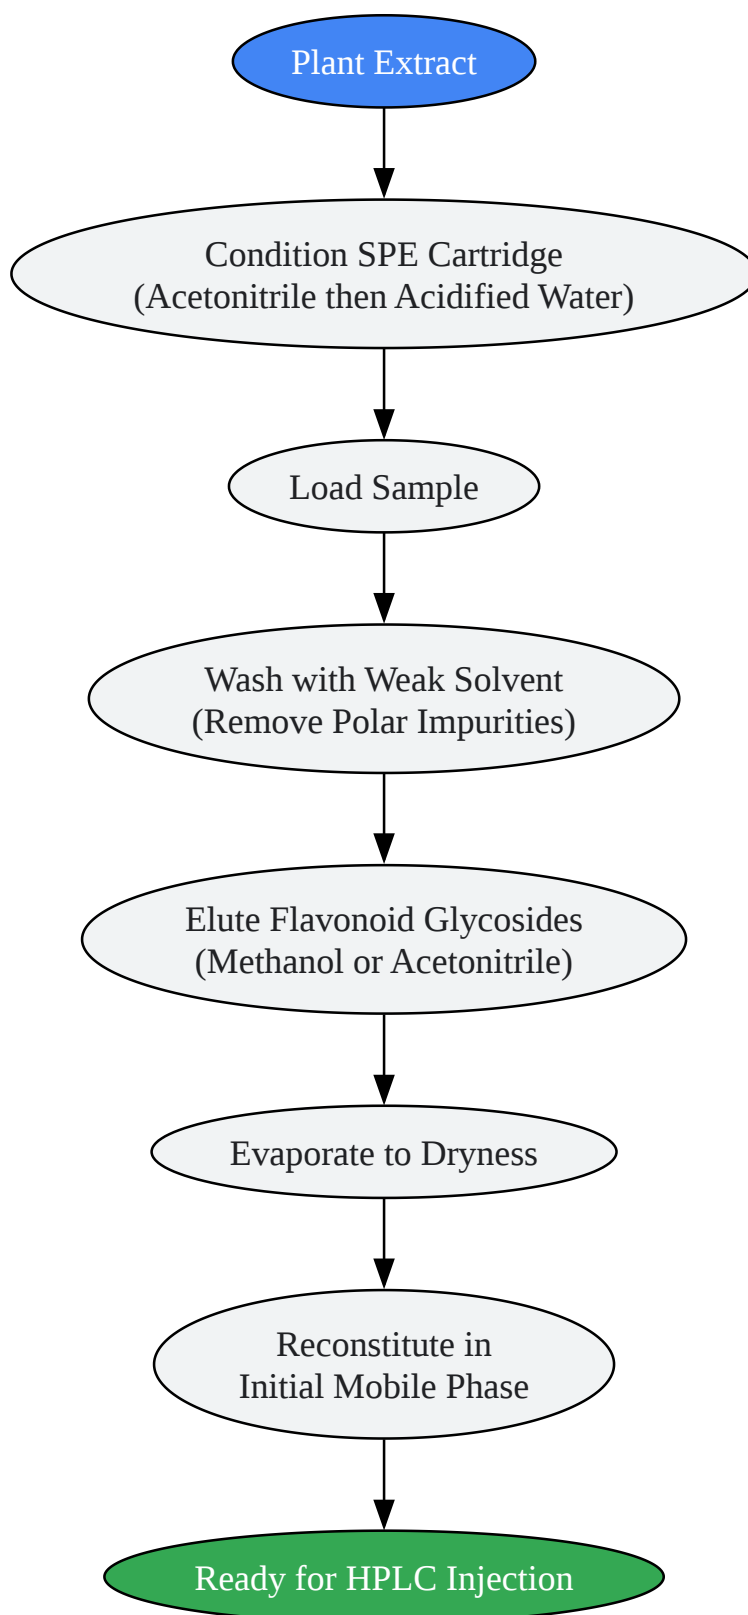 Plant Extract
Condition SPE Cartridge
(Acetonitrile then Acidified Water)
Load Sample
Wash with Weak Solvent
(Remove Polar Impurities)
Elute Flavonoid Glycosides
(Methanol or Acetonitrile)
Evaporate to Dryness
Reconstitute in
Initial Mobile Phase
Ready for HPLC Injection